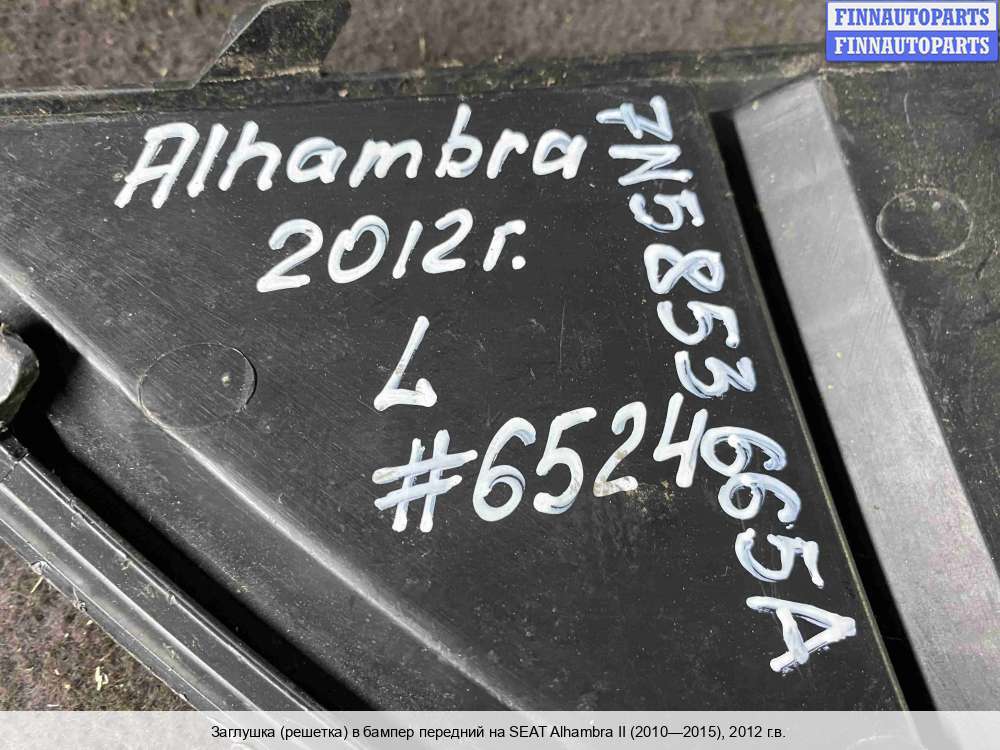 FINNAUTOPARTS
FINNAUTOPARTS
Alhambra
2012г.
L
#6524
7N5853665A
Заглушка (решетка) в бампер передний на SEAT Alhambra II (2010—2015), 2012 г.в.